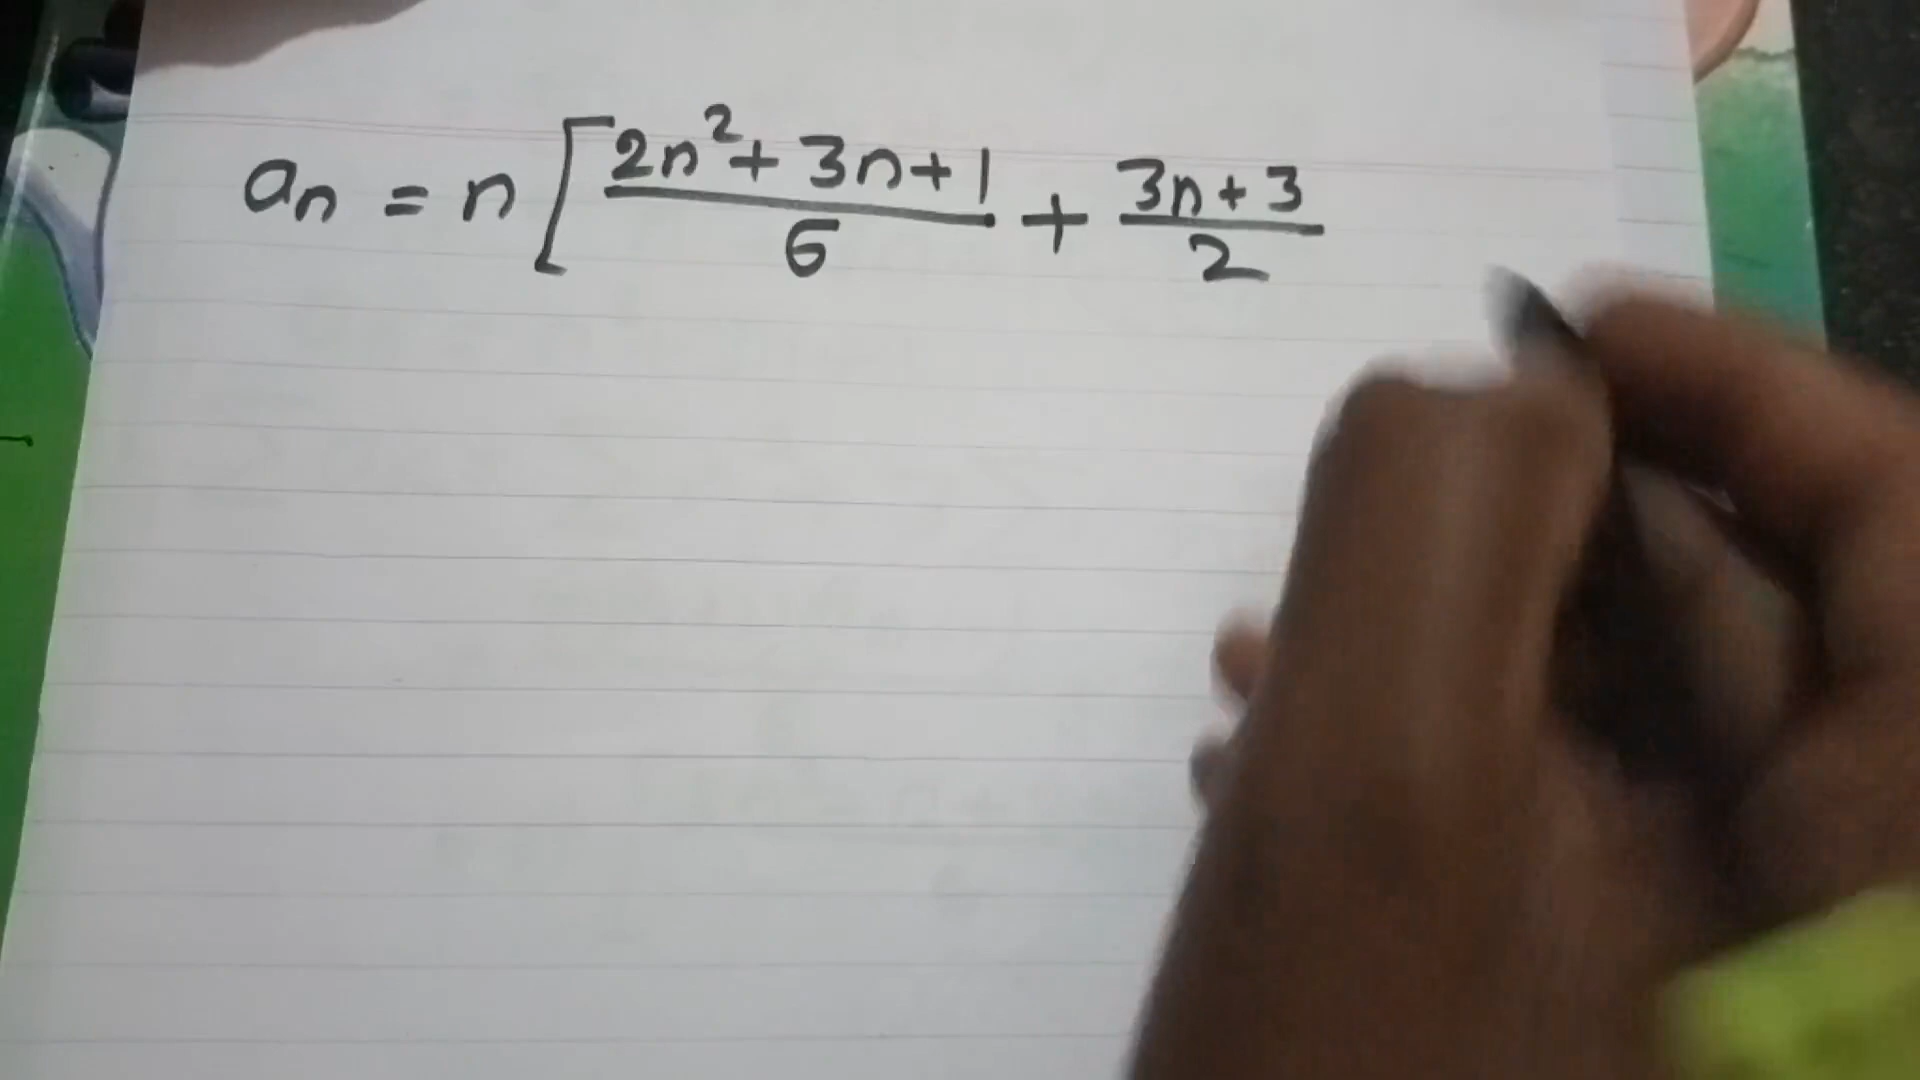 aₙ = n [ (2n² + 3n + 1)/6 + (3n + 3)/2